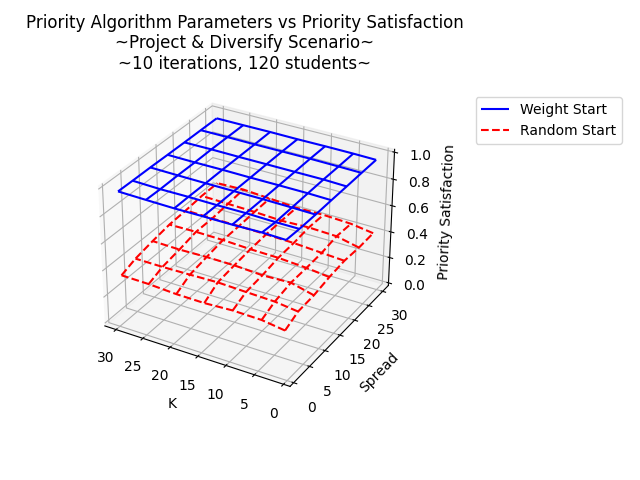 Priority Algorithm Parameters vs Priority Satisfaction
~Project & Diversify Scenario~
~10 iterations, 120 students~
Weight Start
Random Start
Priority Satisfaction
1.0
0.8
0.6
0.4
0.2
0.0
30
25
20
15
10
5
0
K
30
25
20
15
10
5
0
Spread